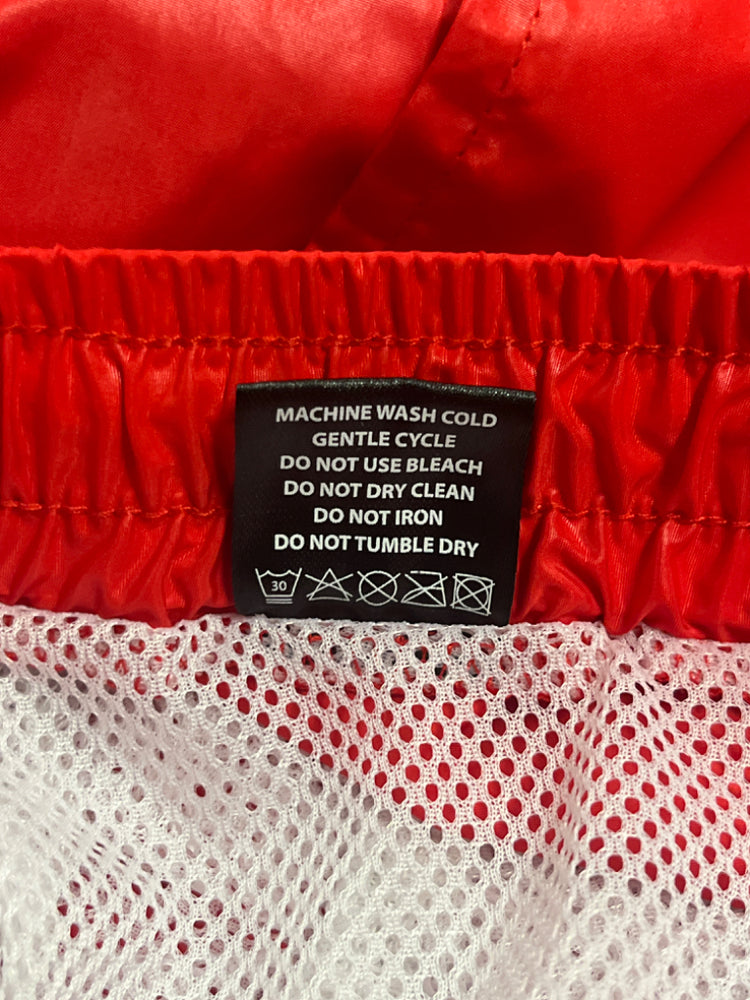 MACHINE WASH COLD
GENTLE CYCLE
DO NOT USE BLEACH
DO NOT DRY CLEAN
DO NOT IRON
DO NOT TUMBLE DRY
30